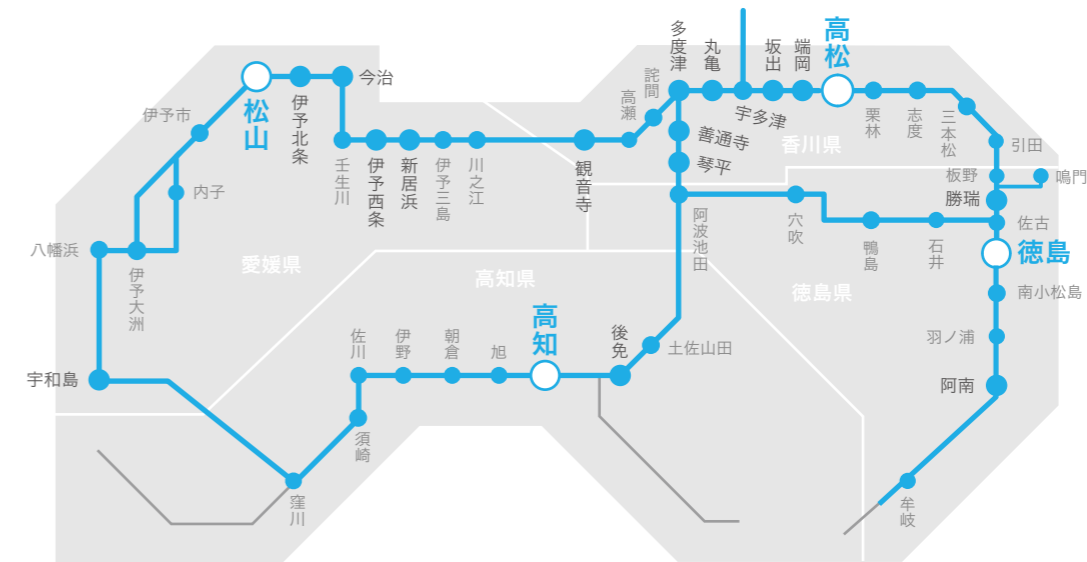 高松
多度津
丸亀
坂出
端岡
詫間
高瀬
宇多津
栗林
志度
三本松
引田
香川県
善通寺
琴平
板野
鳴門
勝瑞
佐古
徳島
今治
松山
伊予北条
伊予市
内子
壬生川
伊予西条
新居浜
伊予三島
川之江
観音寺
阿波池田
穴吹
鴨島
石井
八幡浜
伊予大洲
愛媛県
高知県
徳島県
南小松島
高知
佐川
伊野
朝倉
旭
後免
土佐山田
羽ノ浦
宇和島
阿南
須崎
窪川
牟岐